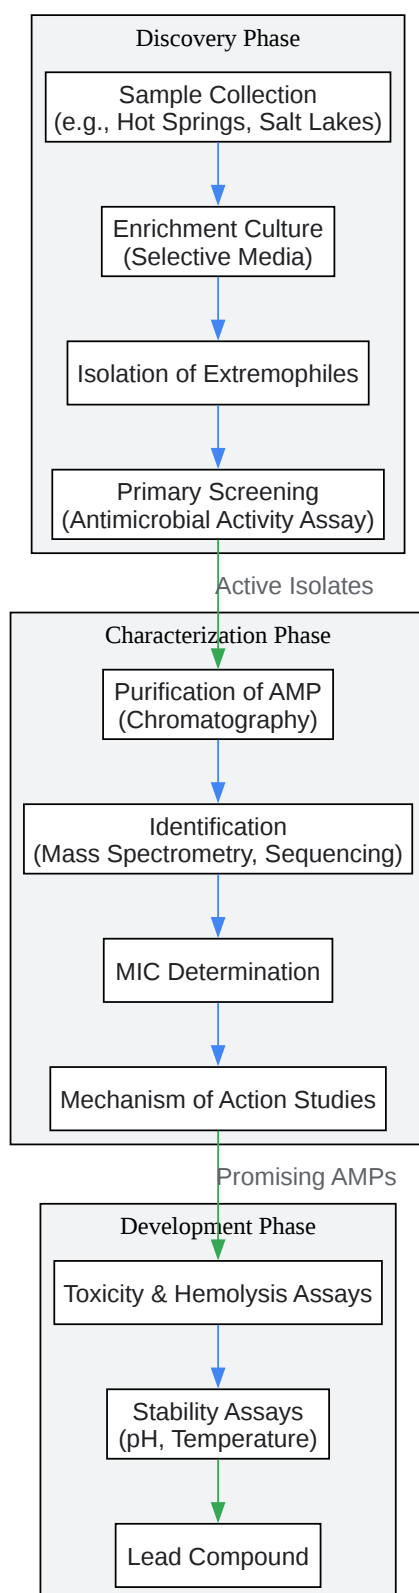 Discovery Phase
Sample Collection
(e.g., Hot Springs, Salt Lakes)
Enrichment Culture
(Selective Media)
Isolation of Extremophiles
Primary Screening
(Antimicrobial Activity Assay)
Active Isolates
Characterization Phase
Purification of AMP
(Chromatography)
Identification
(Mass Spectrometry, Sequencing)
MIC Determination
Mechanism of Action Studies
Promising AMPs
Development Phase
Toxicity & Hemolysis Assays
Stability Assays
(pH, Temperature)
Lead Compound